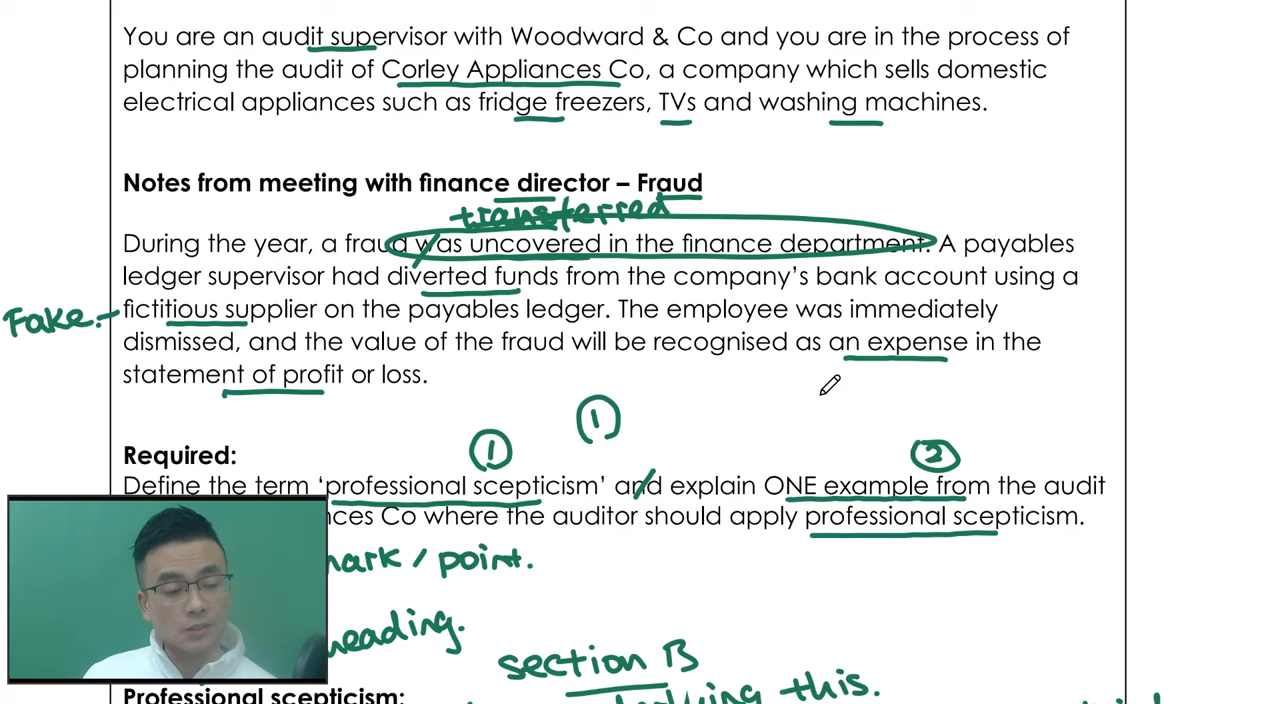 You are an audit supervisor with Woodward & Co and you are in the process of
planning the audit of Corley Appliances Co, a company which sells domestic
electrical appliances such as fridge freezers, TVs and washing machines.
Notes from meeting with finance director – Fraud
transferred
During the year, a fraud was uncovered in the finance department. A payables
ledger supervisor had diverted funds from the company's bank account using a
Fake. fictitious supplier on the payables ledger. The employee was immediately
dismissed, and the value of the fraud will be recognised as an expense in the
statement of profit or loss.
1
1 2
Required:
Define the term 'professional scepticism' and explain ONE example from the audit
Co where the auditor should apply professional scepticism.
/ point.
heading.
section B
this.
Professional scepticism: